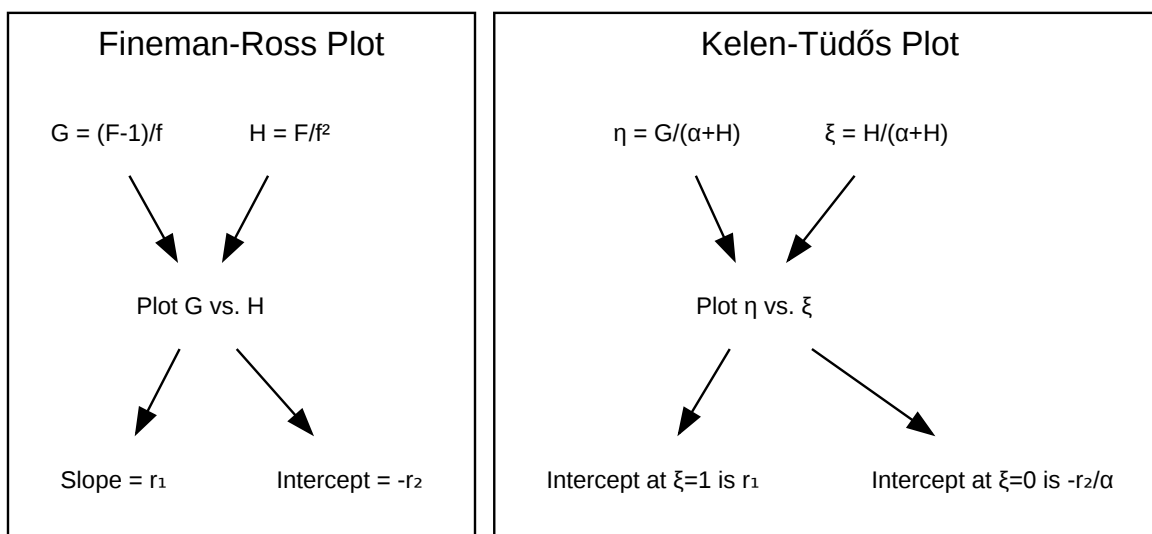 Fineman-Ross Plot
G = (F-1)/f
H = F/f²
Plot G vs. H
Slope = r₁
Intercept = -r₂
Kelen-Tüdős Plot
η = G/(α+H)
ξ = H/(α+H)
Plot η vs. ξ
Intercept at ξ=1 is r₁
Intercept at ξ=0 is -r₂/α